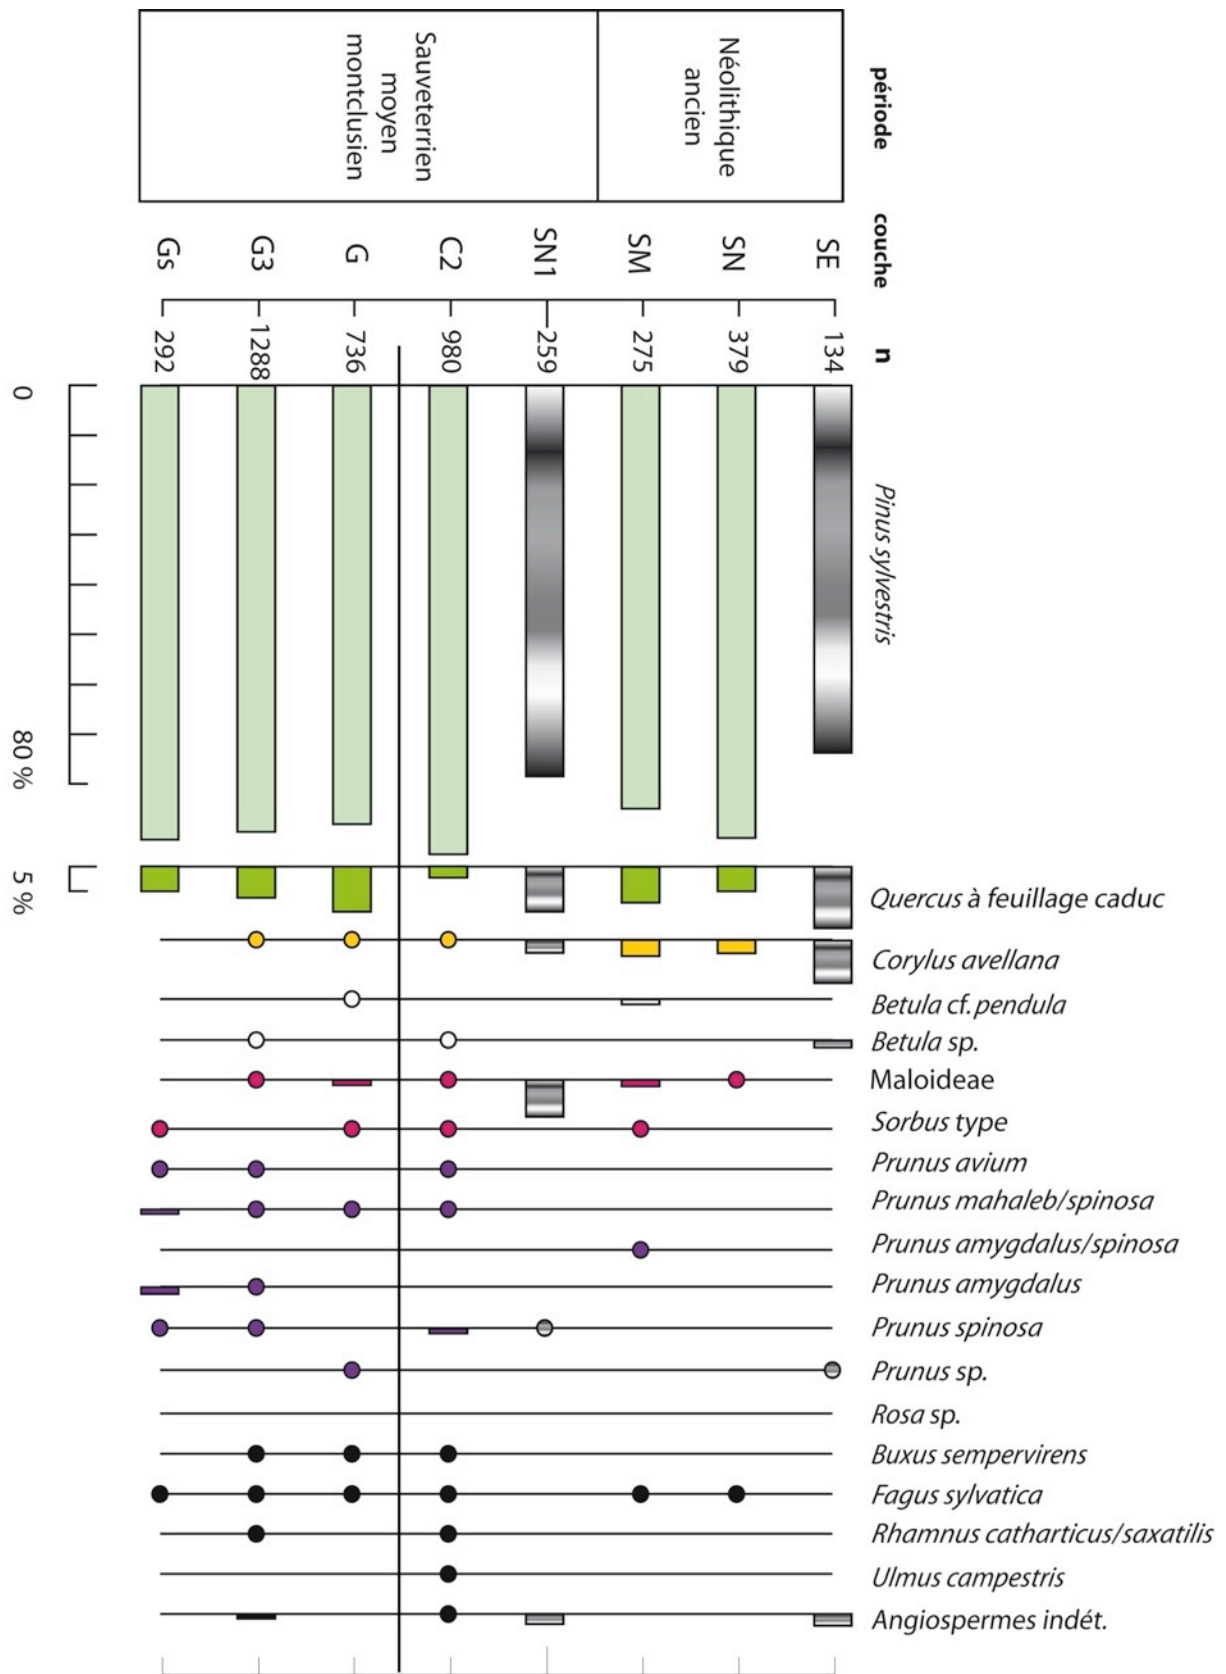 période
Néolithique
ancien
Sauveterrien
moyen
montclusien
couche
SE
SN
SM
SN1
C2
G
G3
Gs
n
134
379
275
259
980
736
1288
292
0
80 %
5 %
Pinus sylvestris
Quercus à feuillage caduc
Corylus avellana
Betula cf. pendula
Betula sp.
Maloideae
Sorbus type
Prunus avium
Prunus mahaleb/spinosa
Prunus amygdalus/spinosa
Prunus amygdalus
Prunus spinosa
Prunus sp.
Rosa sp.
Buxus sempervirens
Fagus sylvatica
Rhamnus catharticus/saxatilis
Ulmus campestris
Angiospermes indét.